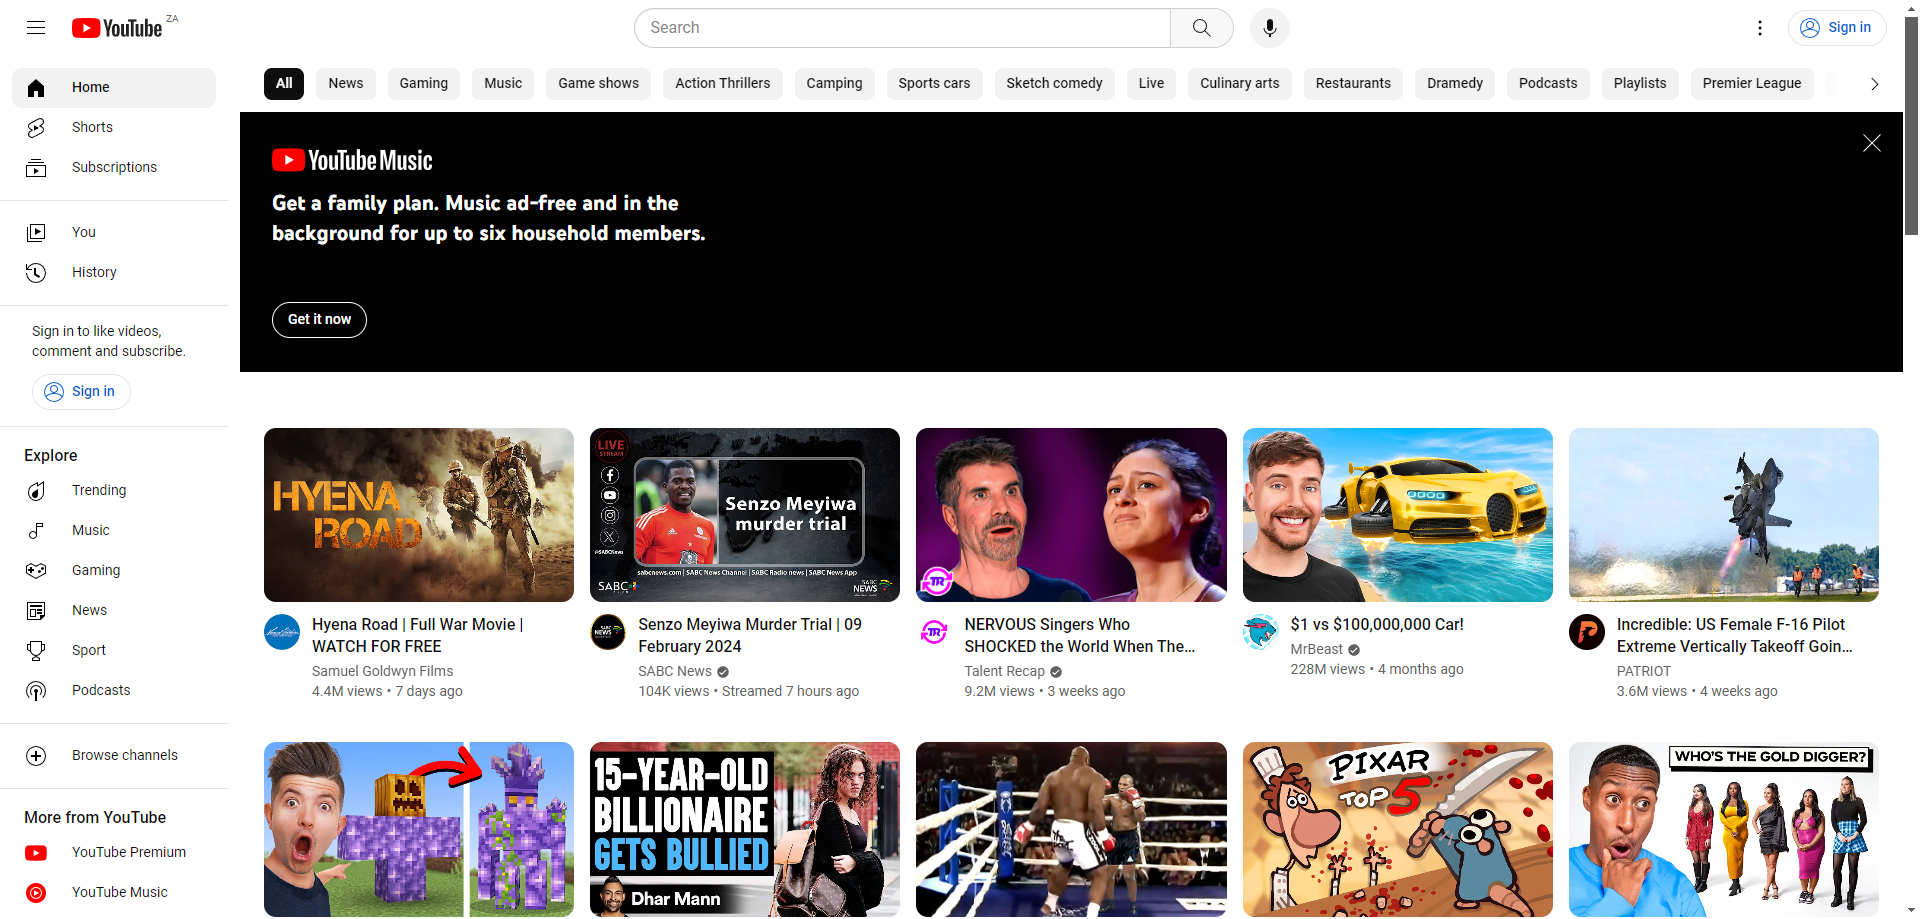 YouTube ZA
Search
Sign in
Home
Shorts
Subscriptions
You
History
Sign in to like videos,
comment and subscribe.
Sign in
Explore
Trending
Music
Gaming
News
Sport
Podcasts
Browse channels
More from YouTube
YouTube Premium
YouTube Music
All
News
Gaming
Music
Game shows
Action Thrillers
Camping
Sports cars
Sketch comedy
Live
Culinary arts
Restaurants
Dramedy
Podcasts
Playlists
Premier League
YouTube Music
Get a family plan. Music ad-free and in the
background for up to six household members.
Get it now
HYENA
ROAD
Hyena Road | Full War Movie |
WATCH FOR FREE
Samuel Goldwyn Films
4.4M views • 7 days ago
LIVE
STREAM
#SABCNews
Senzo Meyiwa
murder trial
sabcnews.com | SABC News Channel | SABC Radio news | SABC News App
SABC
SABC
NEWS
NEWS
Senzo Meyiwa Murder Trial | 09
February 2024
SABC News
104K views • Streamed 7 hours ago
TR
TR
NERVOUS Singers Who
SHOCKED the World When The...
Talent Recap
9.2M views • 3 weeks ago
$1 vs $100,000,000 Car!
MrBeast
228M views • 4 months ago
Incredible: US Female F-16 Pilot
Extreme Vertically Takeoff Goin...
PATRIOT
3.6M views • 4 weeks ago
15-YEAR-OLD
BILLIONAIRE
GETS BULLIED
Dhar Mann
PIXAR
TOP 5
WHO'S THE GOLD DIGGER?